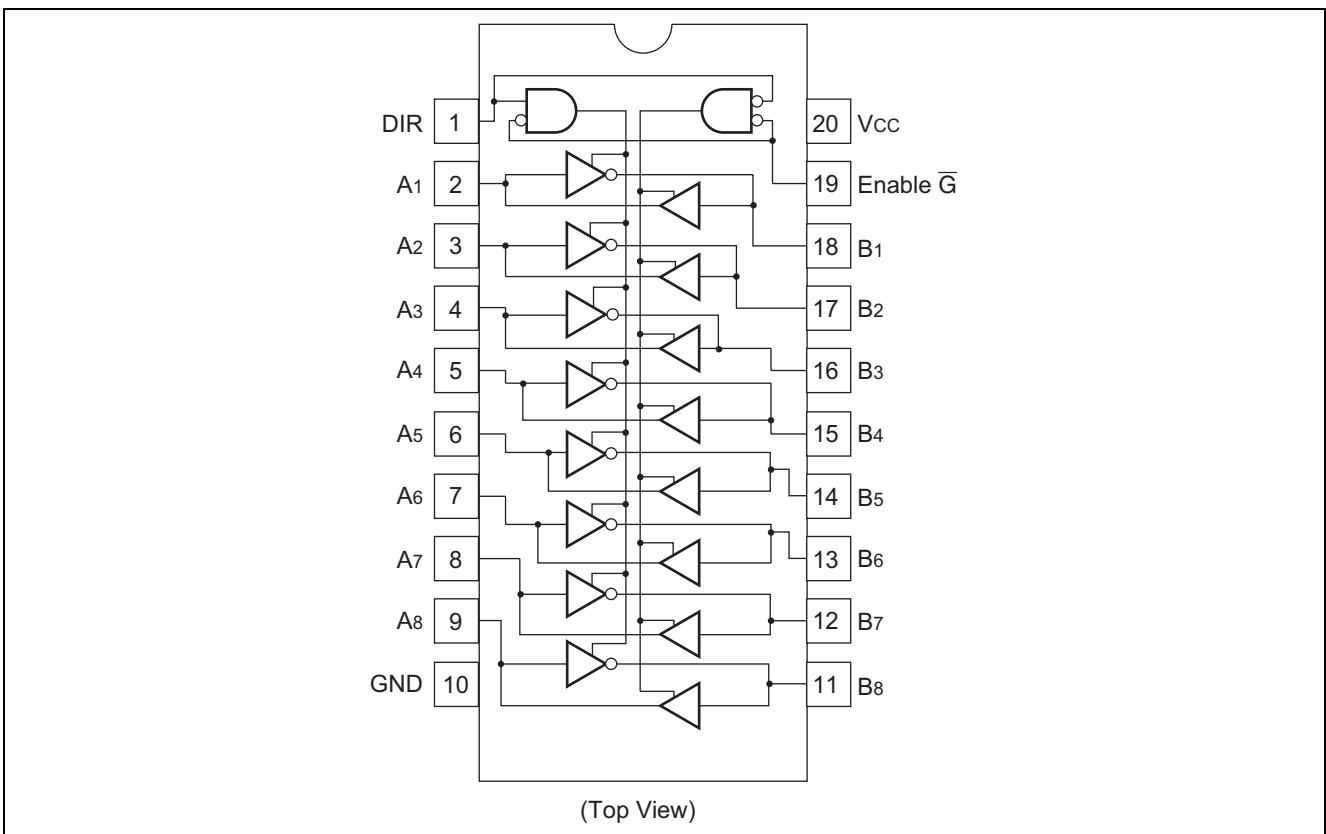 DIR 1
20 VCC
A1 2
19 Enable G̅
A2 3
18 B1
A3 4
17 B2
A4 5
16 B3
A5 6
15 B4
A6 7
14 B5
A7 8
13 B6
A8 9
12 B7
GND 10
11 B8
(Top View)